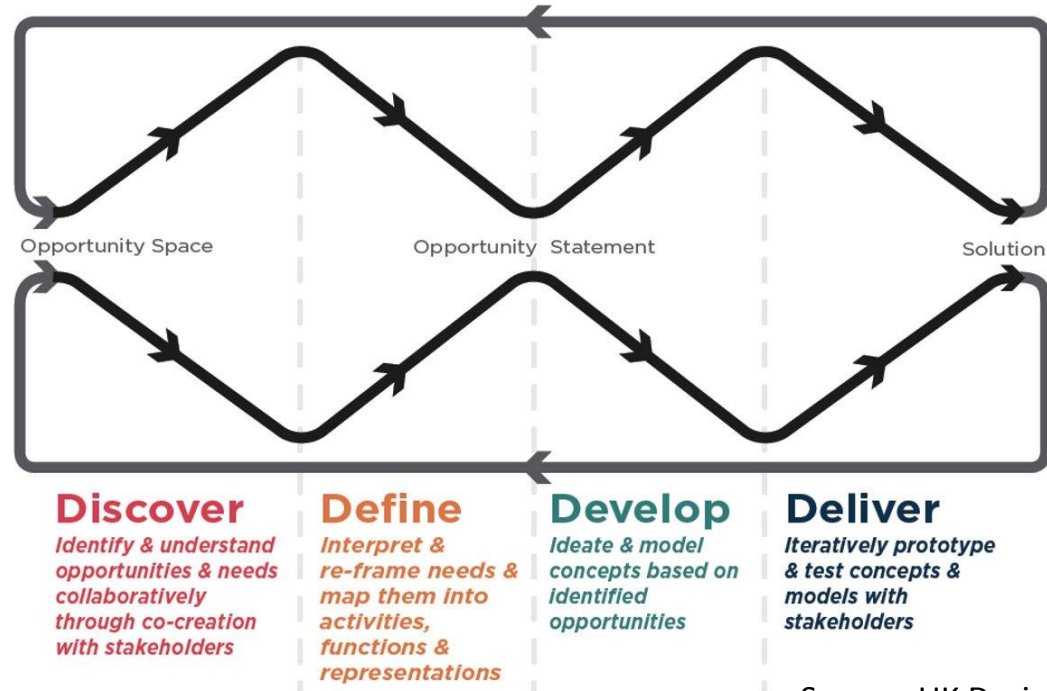 Opportunity Space
Opportunity Statement
Solution
Discover
Identify & understand
opportunities & needs
collaboratively
through co-creation
with stakeholders
Define
Interpret &
re-frame needs &
map them into
activities,
functions &
representations
Develop
Ideate & model
concepts based on
identified
opportunities
Deliver
Iteratively prototype
& test concepts &
models with
stakeholders